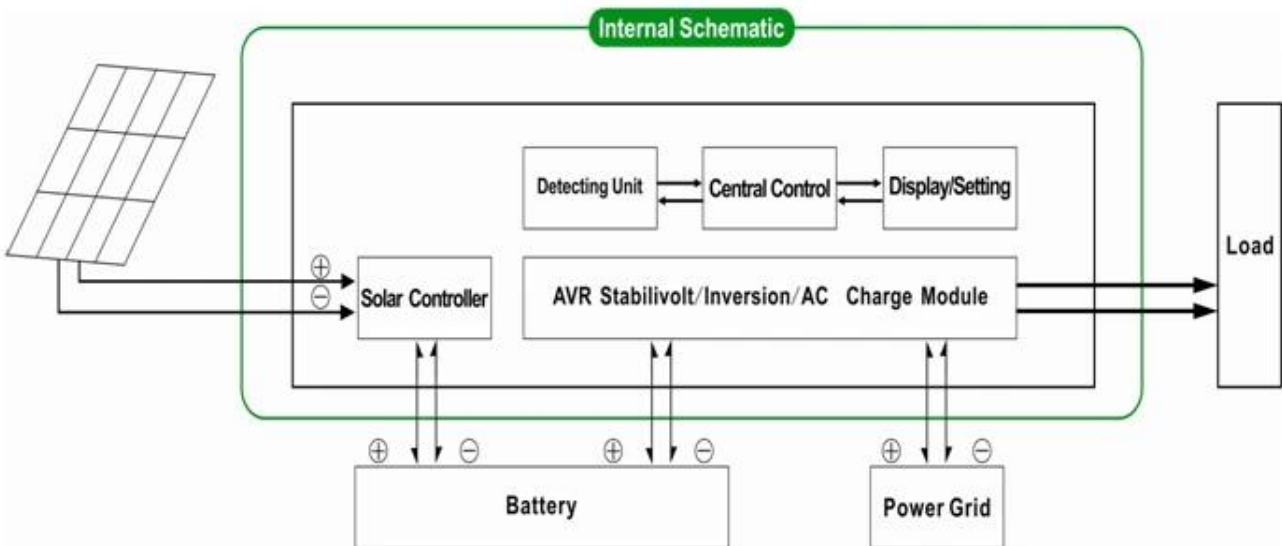 Internal Schematic
Detecting Unit
Central Control
Display/Setting
Load
⊕
⊖
Solar Controller
AVR Stabilivolt/Inversion/AC Charge Module
⊕ ⊖ ⊕ ⊖ ⊕ ⊖
Battery
Power Grid